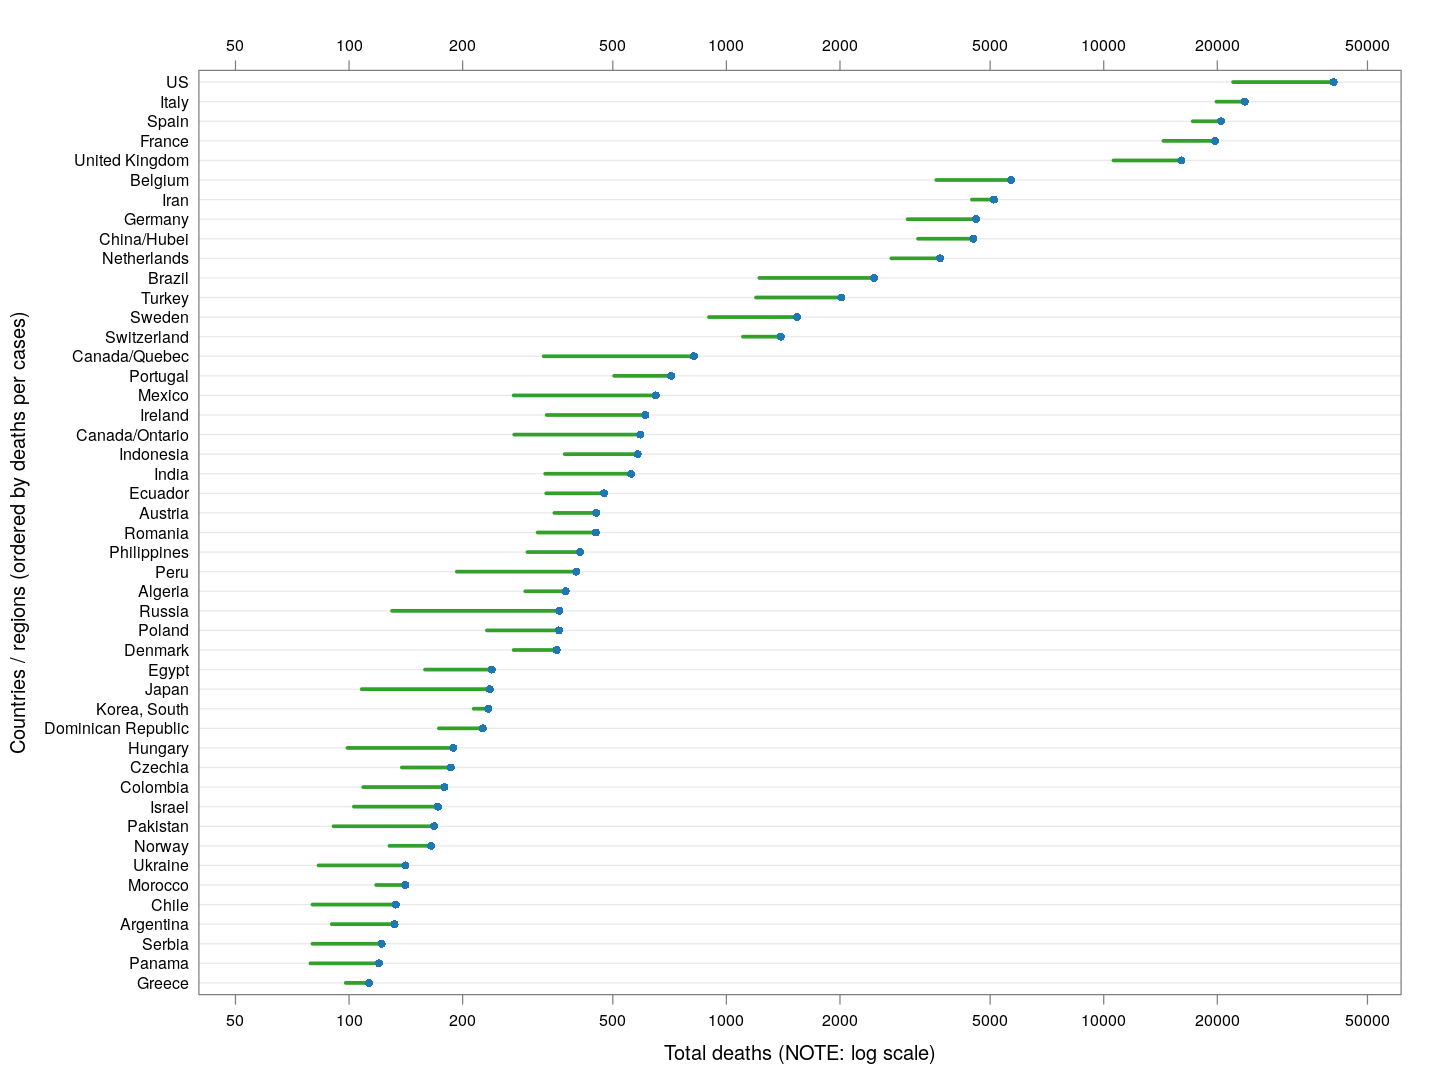 50 100 200 500 1000 2000 5000 10000 20000 50000
US
Italy
Spain
France
United Kingdom
Belgium
Iran
Germany
China/Hubei
Netherlands
Brazil
Turkey
Sweden
Switzerland
Canada/Quebec
Portugal
Mexico
Ireland
Canada/Ontario
Indonesia
India
Ecuador
Austria
Romania
Philippines
Peru
Algeria
Russia
Poland
Denmark
Egypt
Japan
Korea, South
Dominican Republic
Hungary
Czechia
Colombia
Israel
Pakistan
Norway
Ukraine
Morocco
Chile
Argentina
Serbia
Panama
Greece
50 100 200 500 1000 2000 5000 10000 20000 50000
Total deaths (NOTE: log scale)
Countries / regions (ordered by deaths per cases)